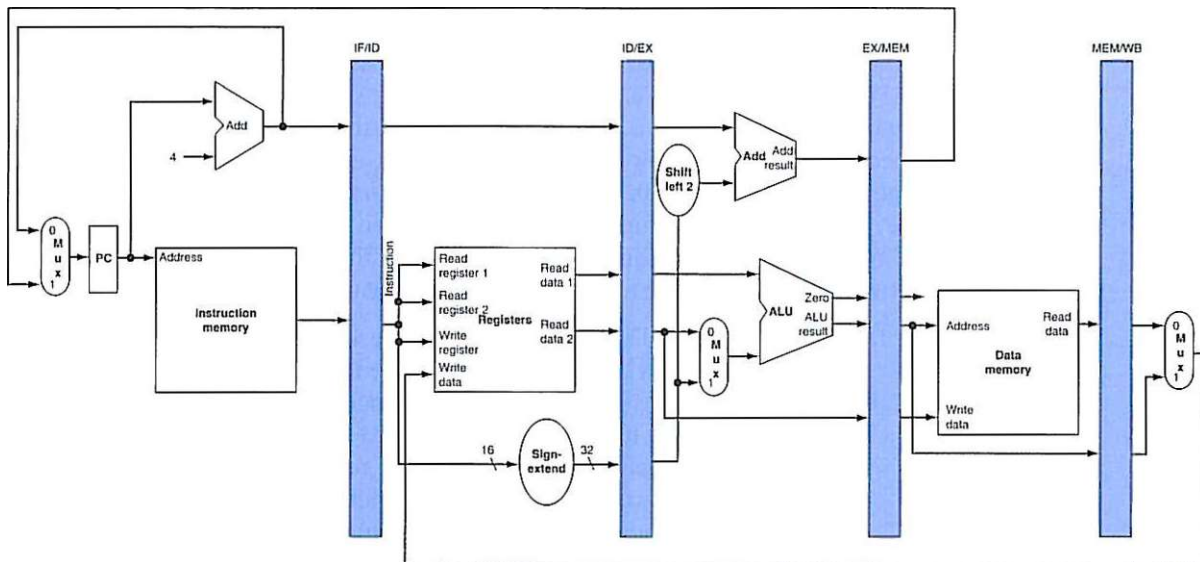 IF/ID
ID/EX
EX/MEM
MEM/WB
Add
4
Shift
left 2
Add
Add
result
0
M
u
x
1
PC
Address
Instruction
memory
Instruction
Read
register 1
Read
register 2
Registers
Write
register
Write
data
Read
data 1
Read
data 2
16
Sign-
extend
32
0
M
u
x
1
ALU
Zero
ALU
result
Address
Read
data
Data
memory
Write
data
0
M
u
x
1